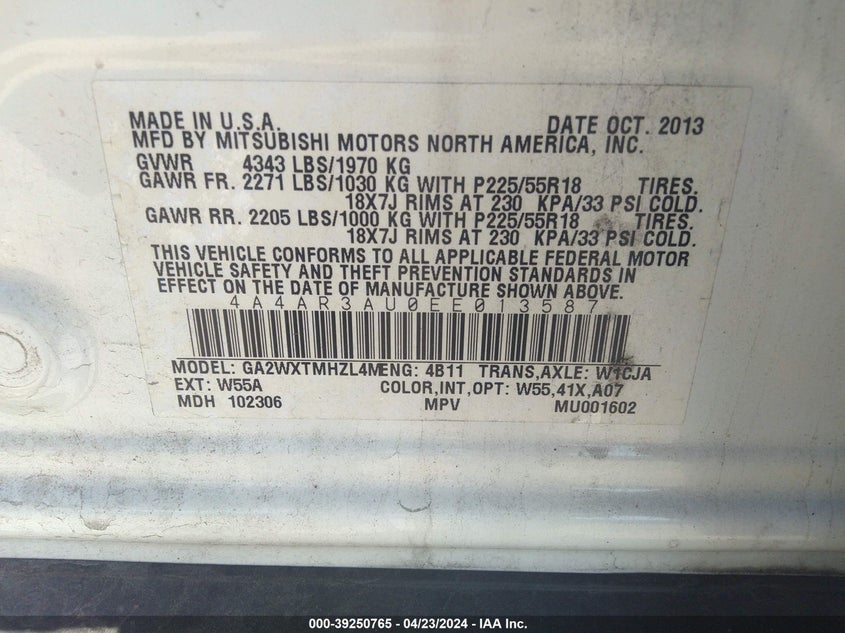 MADE IN U.S.A. DATE OCT. 2013
MFD BY MITSUBISHI MOTORS NORTH AMERICA, INC.
GVWR 4343 LBS/1970 KG
GAWR FR. 2271 LBS/1030 KG WITH P225/55R18 TIRES.
18X7J RIMS AT 230 KPA/33 PSI COLD.
GAWR RR. 2205 LBS/1000 KG WITH P225/55R18 TIRES.
18X7J RIMS AT 230 KPA/33 PSI COLD.
THIS VEHICLE CONFORMS TO ALL APPLICABLE FEDERAL MOTOR
VEHICLE SAFETY AND THEFT PREVENTION STANDARDS IN
EFFECT ON THE DATE OF MANUFACTURE SHOWN ABOVE.
4A4AR3AU0EE013587
MODEL: GA2WXTMHZL4M ENG: 4B11 TRANS,AXLE: W1CJA
EXT: W55A COLOR,INT,OPT: W55,41X,A07
MDH 102306 MPV MU001602
000-39250765 - 04/23/2024 - IAA Inc.